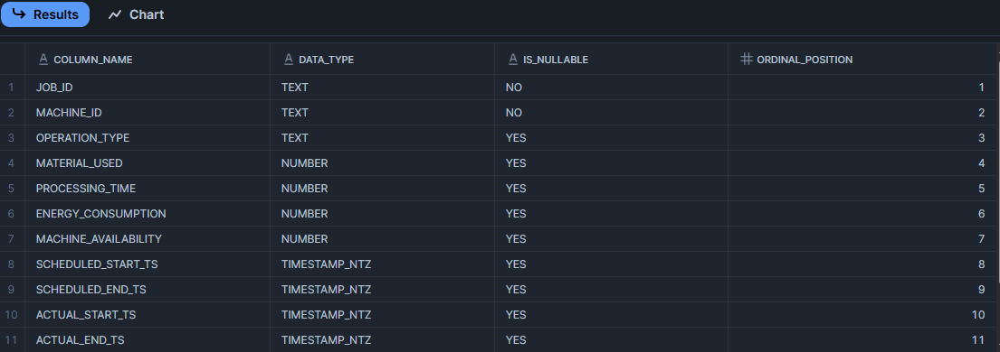 Results Chart
COLUMN_NAME DATA_TYPE IS_NULLABLE ORDINAL_POSITION
1 JOB_ID TEXT NO 1
2 MACHINE_ID TEXT NO 2
3 OPERATION_TYPE TEXT YES 3
4 MATERIAL_USED NUMBER YES 4
5 PROCESSING_TIME NUMBER YES 5
6 ENERGY_CONSUMPTION NUMBER YES 6
7 MACHINE_AVAILABILITY NUMBER YES 7
8 SCHEDULED_START_TS TIMESTAMP_NTZ YES 8
9 SCHEDULED_END_TS TIMESTAMP_NTZ YES 9
10 ACTUAL_START_TS TIMESTAMP_NTZ YES 10
11 ACTUAL_END_TS TIMESTAMP_NTZ YES 11